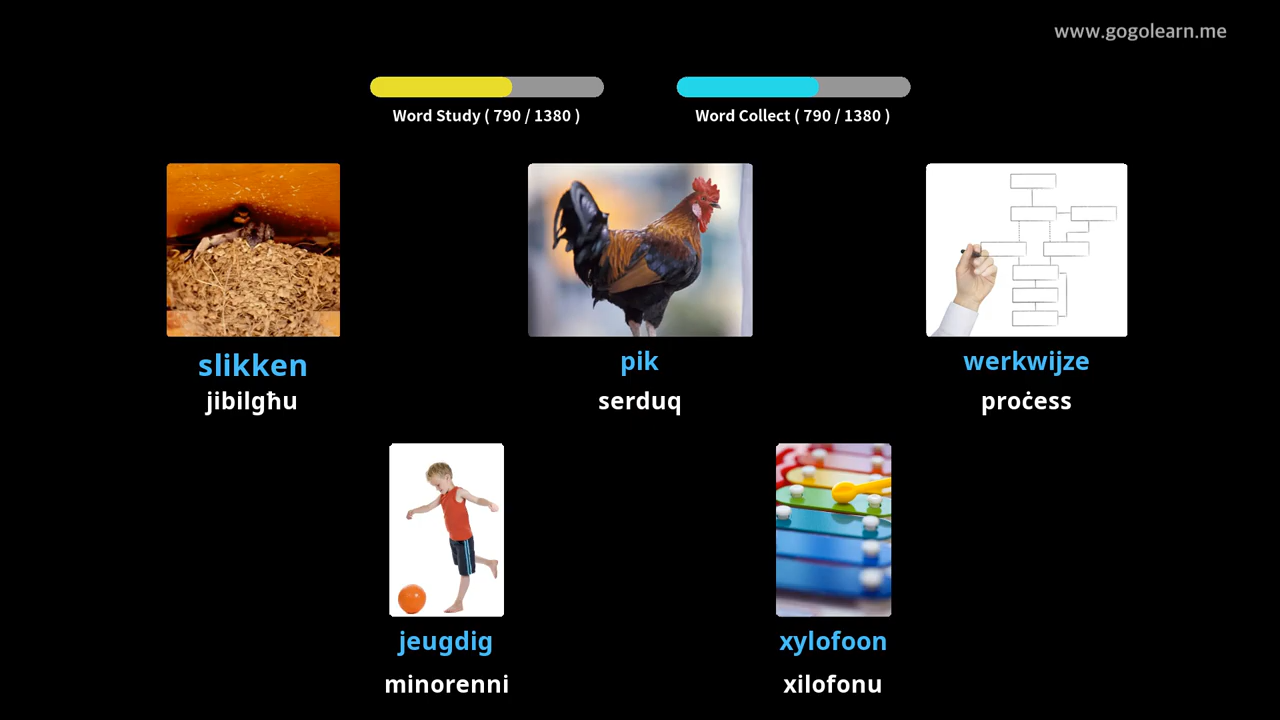 www.gogolearn.me
Word Study ( 790 / 1380 )
Word Collect ( 790 / 1380 )
slikken
jibilgħu
pik
serduq
werkwijze
proċess
jeugdig
minorenni
xylofoon
xilofonu